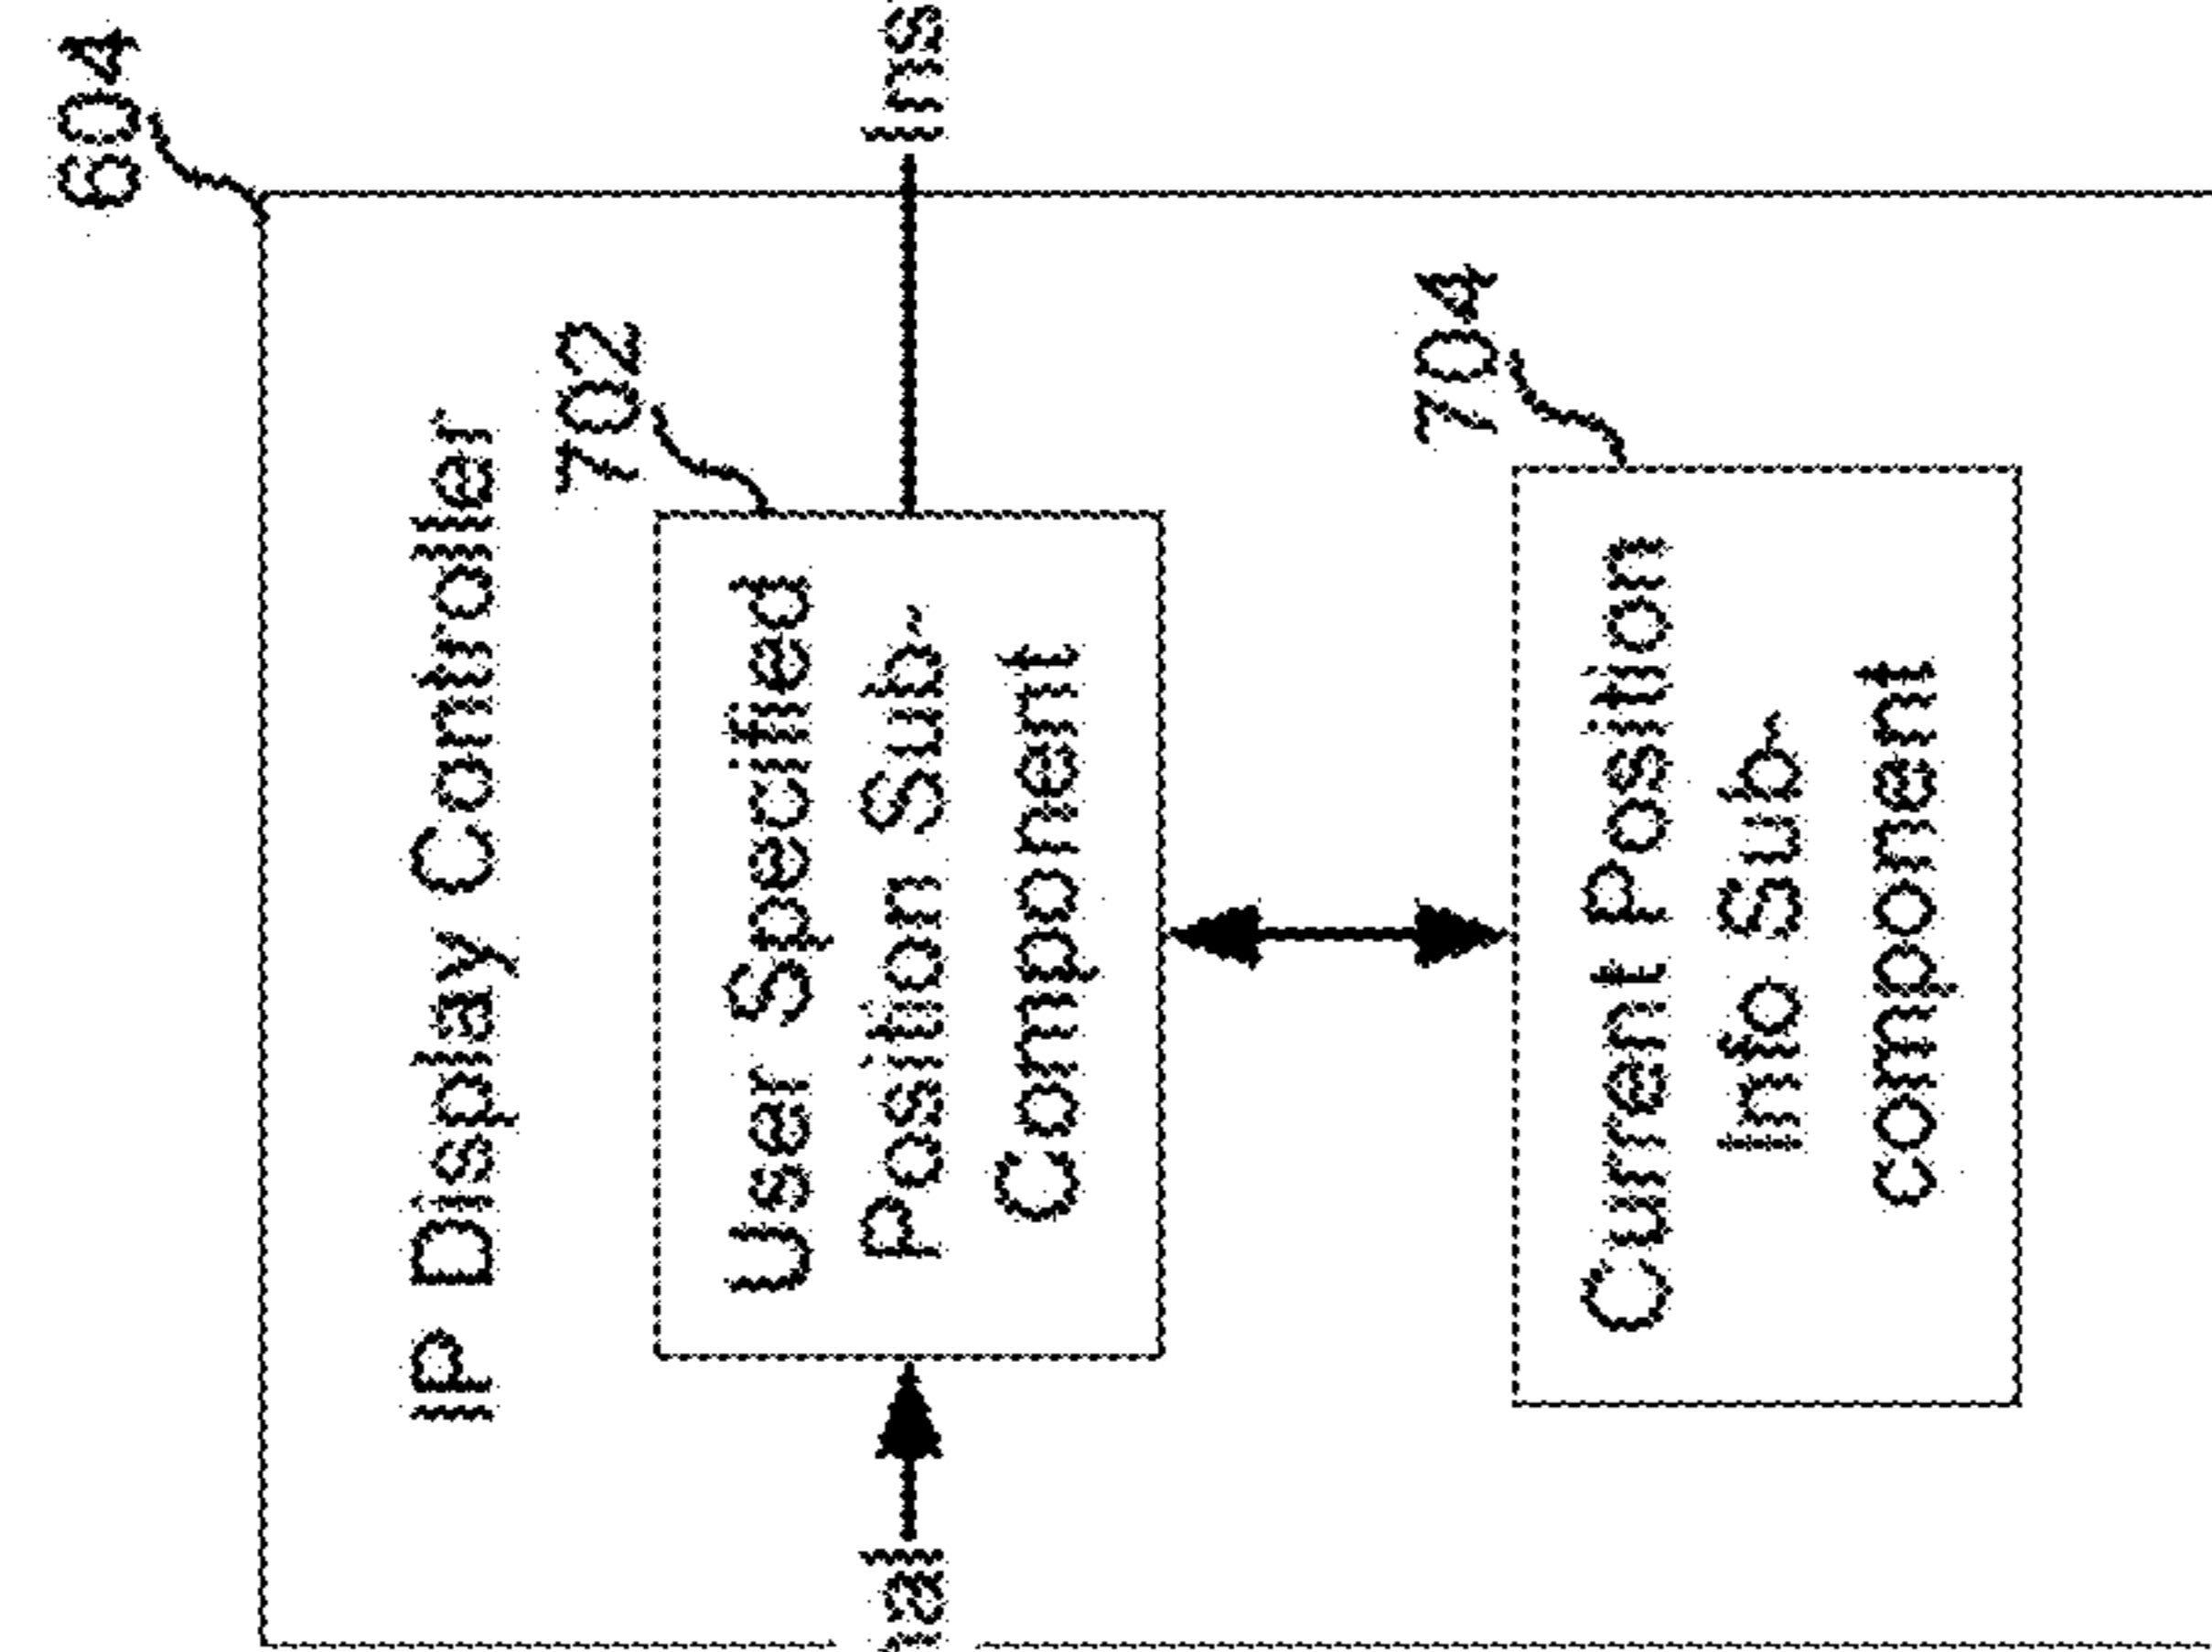 604
IP Display Controller
702
User Specified
Position Sub-
Component
704
Current Position
Info Sub-
component